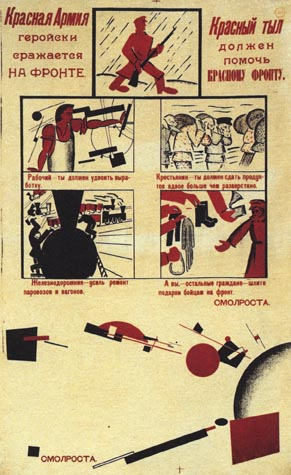 Красная Армия
геройски
сражается
НА ФРОНТЕ.
Красный тыл
должен
помочь
КРАСНОМУ ФРОНТУ.
Рабочий—ты должен удвоить выра-
ботку.
Крестьянин—ты должен сдать продук-
тов вдвое больше чем разверстано.
Железнодорожник—усиль ремонт
паровозов и вагонов.
А вы,—остальные граждане—шлите
подарки бойцам на фронт.
СМОЛРОСТА.
СМОЛРОСТА.